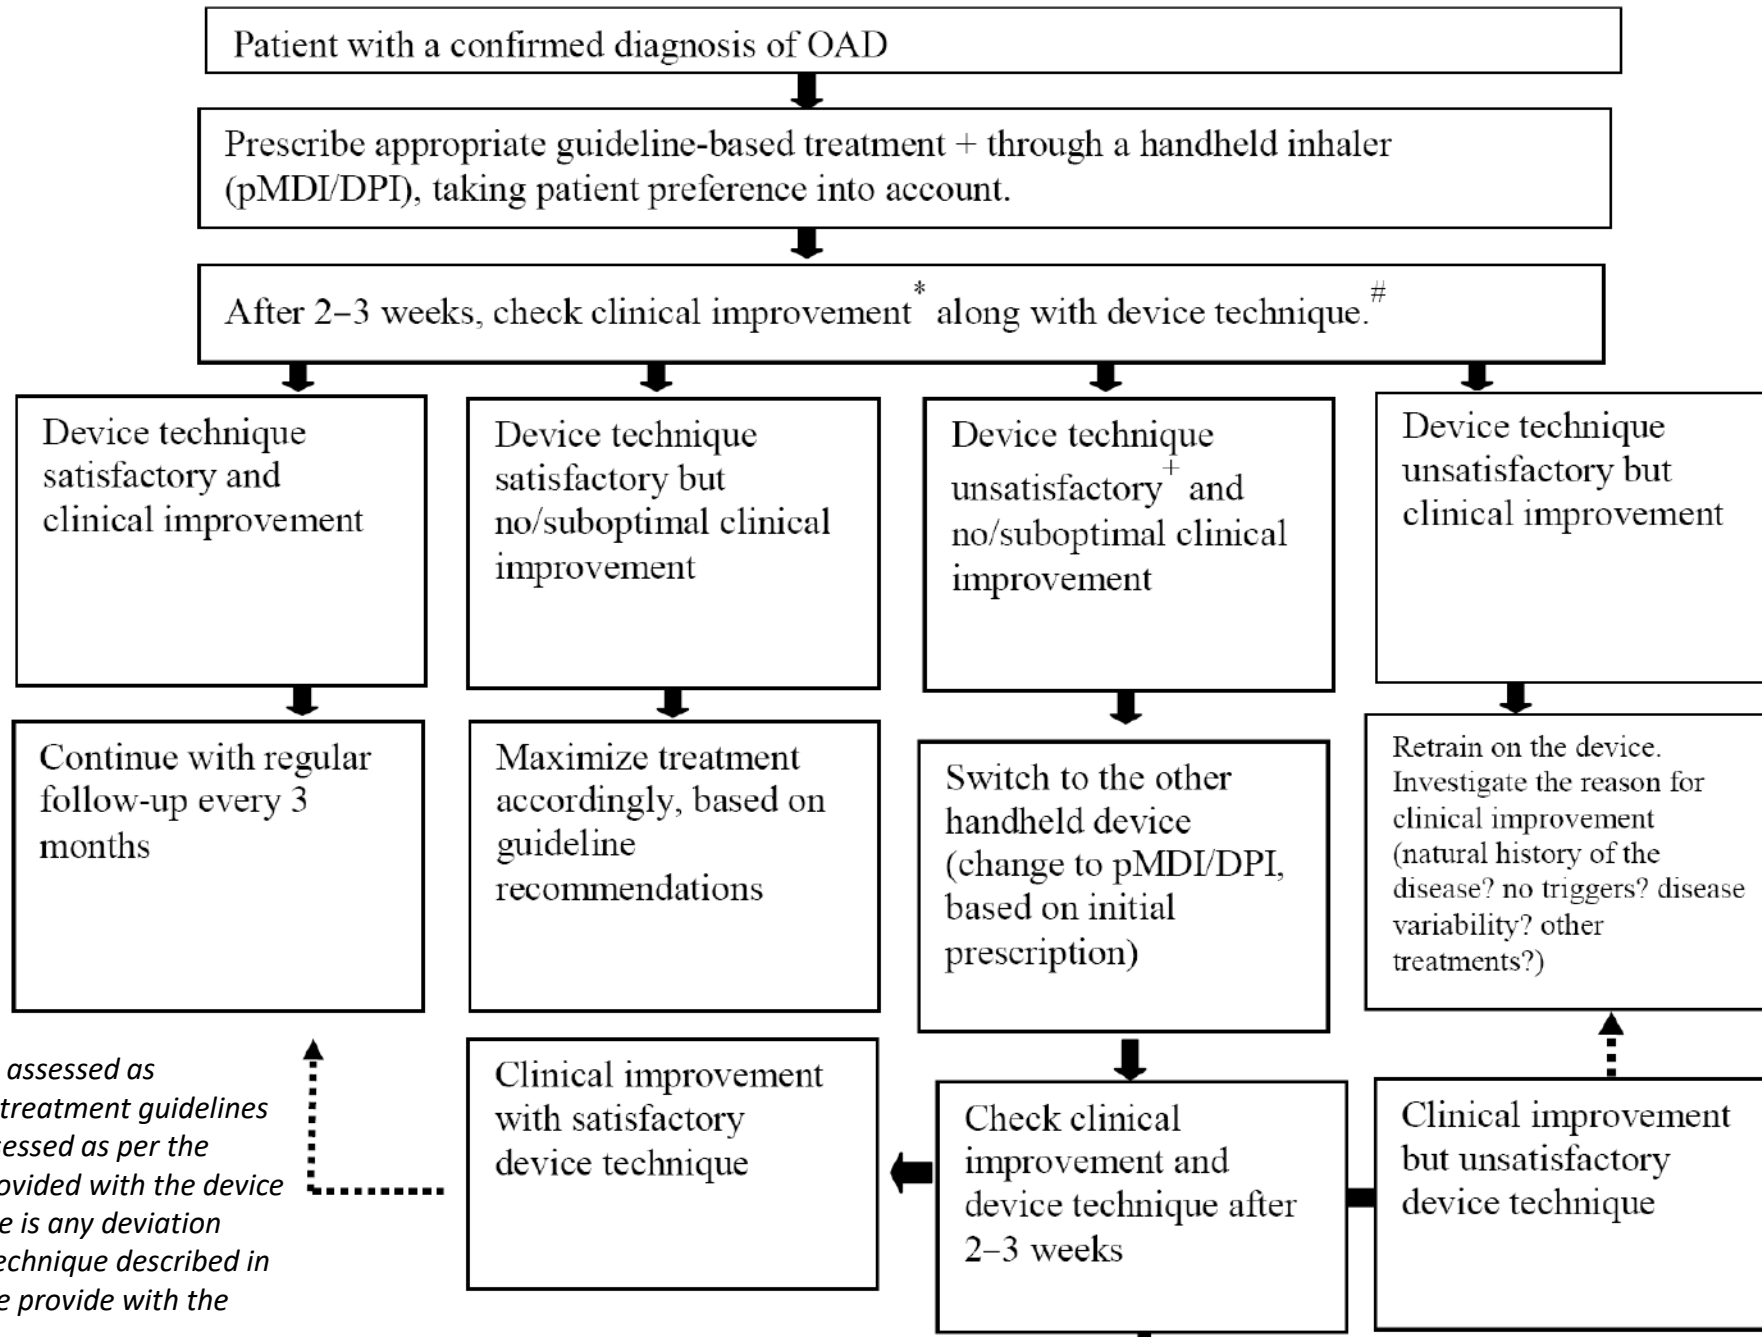 Patient with a confirmed diagnosis of OAD
Prescribe appropriate guideline-based treatment + through a handheld inhaler
(pMDI/DPI), taking patient preference into account.
After 2–3 weeks, check clinical improvement* along with device technique.#
Device technique
satisfactory and
clinical improvement
Device technique
satisfactory but
no/suboptimal clinical
improvement
Device technique
unsatisfactory+ and
no/suboptimal clinical
improvement
Device technique
unsatisfactory but
clinical improvement
Continue with regular
follow-up every 3
months
Maximize treatment
accordingly, based on
guideline
recommendations
Switch to the other
handheld device
(change to pMDI/DPI,
based on initial
prescription)
Retrain on the device.
Investigate the reason for
clinical improvement
(natural history of the
disease? no triggers? disease
variability? other
treatments?)
assessed as
treatment guidelines
sessed as per the
ovided with the device
e is any deviation
echnique described in
e provide with the
Clinical improvement
with satisfactory
device technique
Check clinical
improvement and
device technique after
2–3 weeks
Clinical improvement
but unsatisfactory
device technique